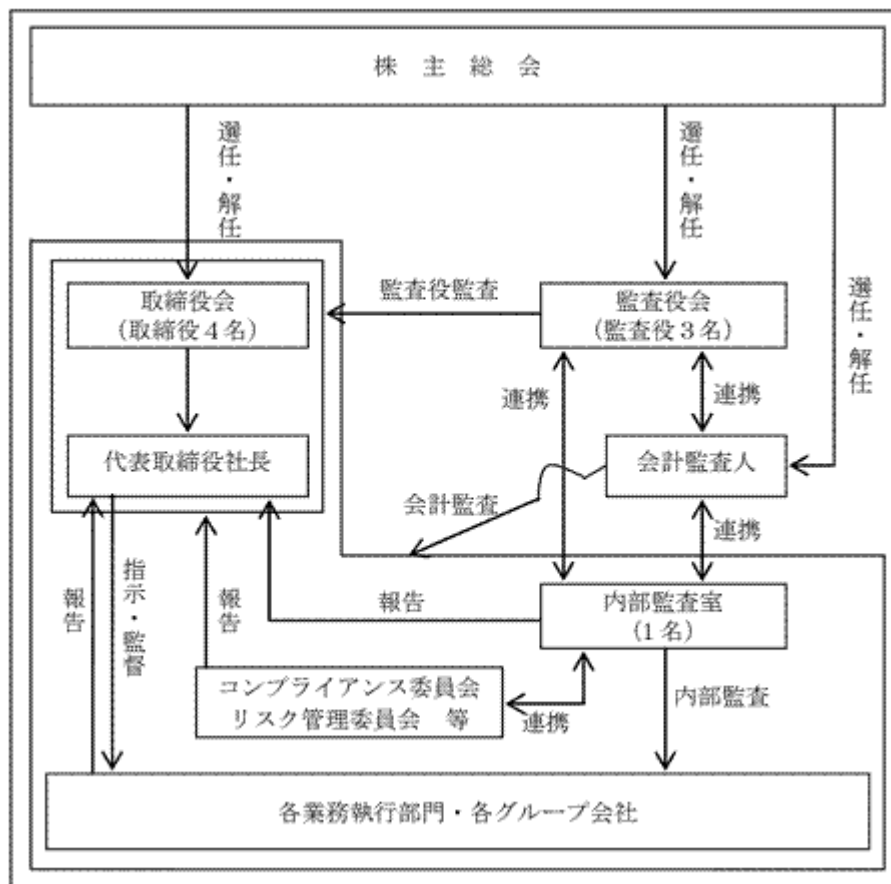 株 主 総 会
選任・解任
選任・解任
選任・解任
取締役会
（取締役４名）
監査役監査
監査役会
（監査役３名）
連携
連携
代表取締役社長
会計監査人
会計監査
連携
報告
指示・監督
報告
報告
内部監査室
（1 名）
コンプライアンス委員会
リスク管理委員会　等
連携
内部監査
各業務執行部門・各グループ会社